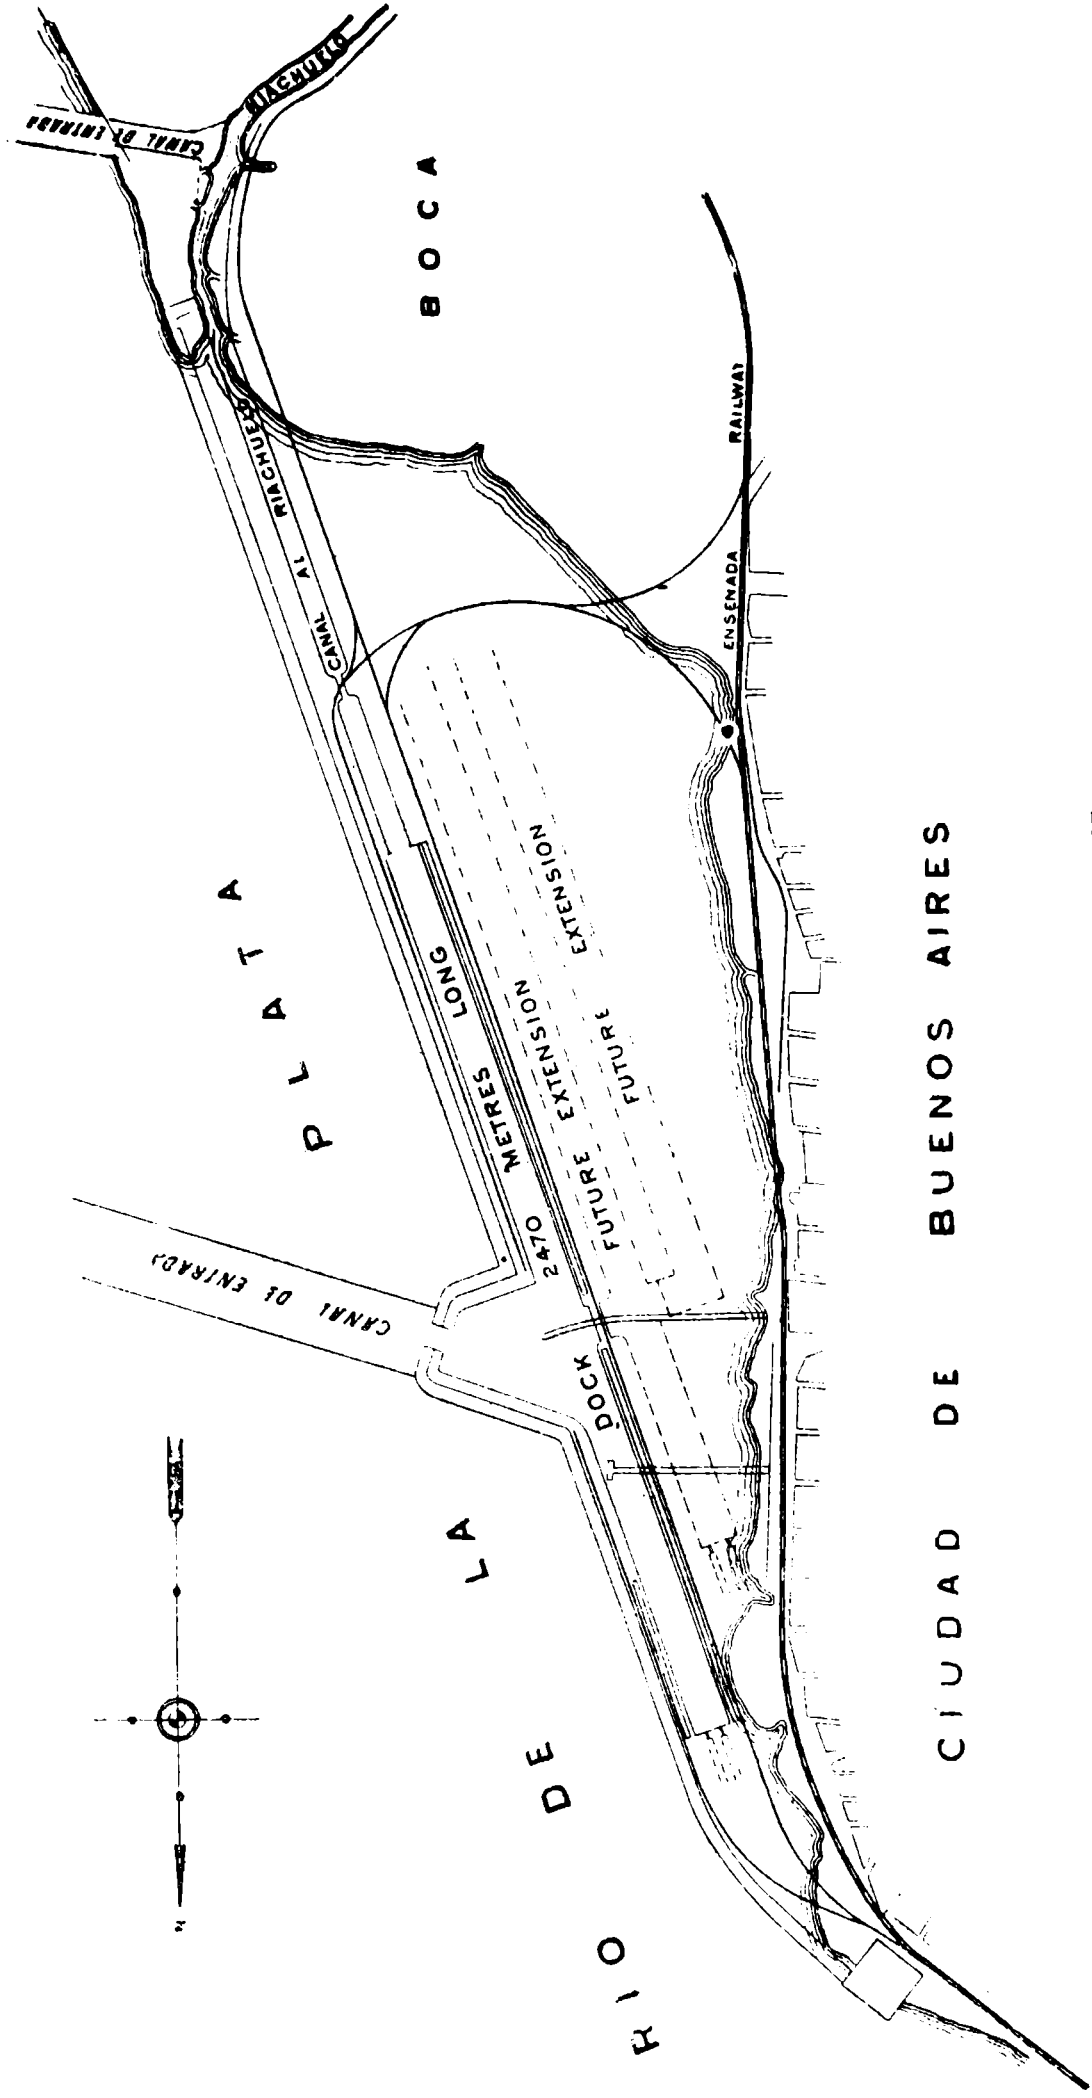 RIO DE LA PLATA
CANAL DE ENTRADA
CANAL DE ENTRADA
RIACHUELO
CANAL AL RIACHUELO
BOCA
DOCK 2470 METRES LONG
FUTURE EXTENSION
FUTURE EXTENSION
ENSENADA RAILWAY
CIUDAD DE BUENOS AIRES
N